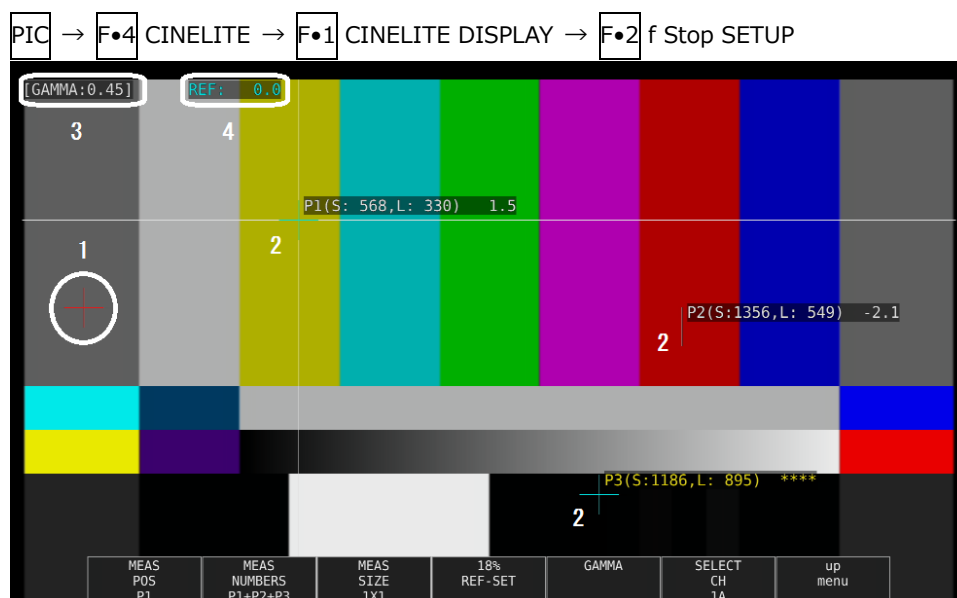 PIC → F•4 CINELITE → F•1 CINELITE DISPLAY → F•2 f Stop SETUP
[GAMMA:0.45] REF: 0.0
3 4
P1(S: 568,L: 330) 1.5
1 2
P2(S:1356,L: 549) -2.1
2
P3(S:1186,L: 895) ****
2
MEAS POS P1
MEAS NUMBERS P1+P2+P3
MEAS SIZE 1X1
18% REF-SET
GAMMA
SELECT CH 1A
up menu